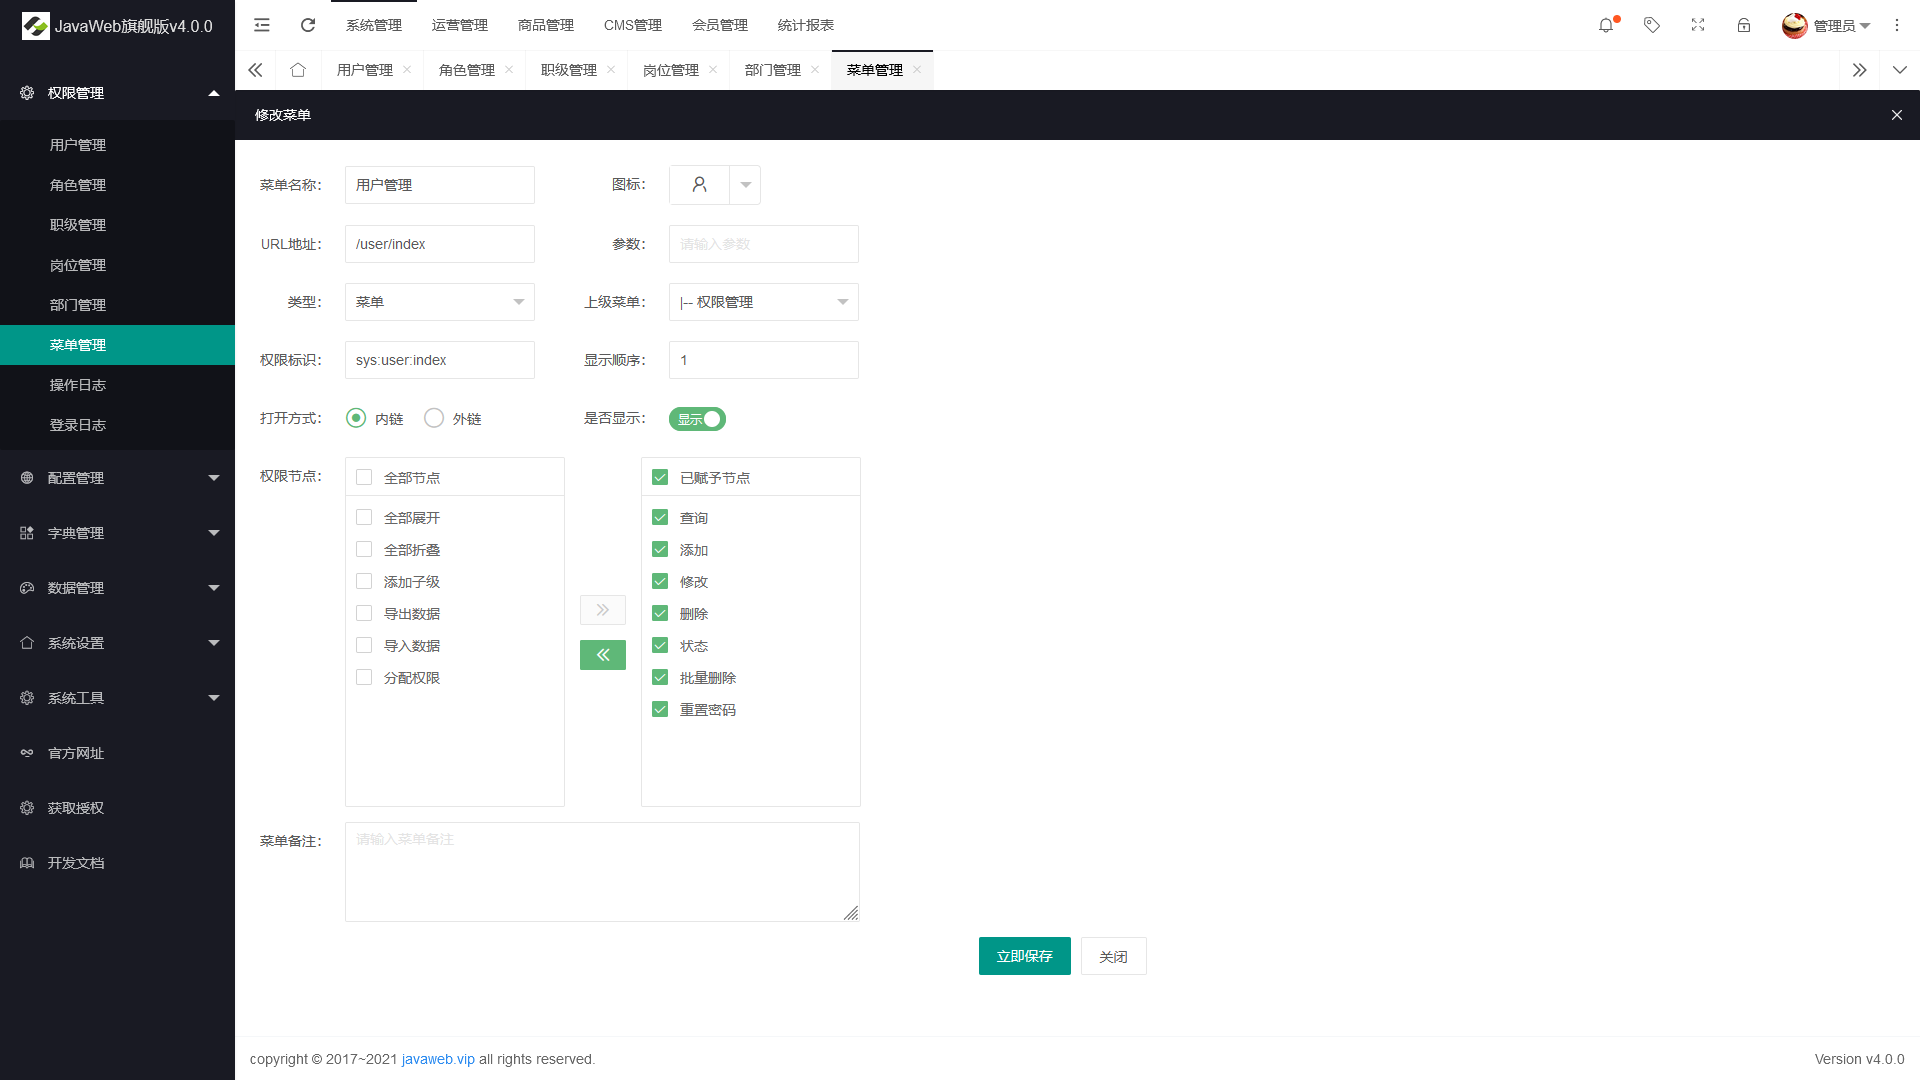 JavaWeb旗舰版v4.0.0
系统管理 运营管理 商品管理 CMS管理 会员管理 统计报表 管理员
用户管理 角色管理 职级管理 岗位管理 部门管理 菜单管理
权限管理
用户管理
角色管理
职级管理
岗位管理
部门管理
菜单管理
操作日志
登录日志
配置管理
字典管理
数据管理
系统设置
系统工具
官方网址
获取授权
开发文档
修改菜单
菜单名称： 用户管理 图标：
URL地址： /user/index 参数： 请输入参数
类型： 菜单 上级菜单： |-- 权限管理
权限标识： sys:user:index 显示顺序： 1
打开方式： 内链 外链 是否显示： 显示
权限节点： 全部节点 已赋予节点
全部展开 查询
全部折叠 添加
添加子级 修改
导出数据 删除
导入数据 状态
分配权限 批量删除
重置密码
菜单备注： 请输入菜单备注
立即保存 关闭
copyright © 2017~2021 javaweb.vip all rights reserved. Version v4.0.0